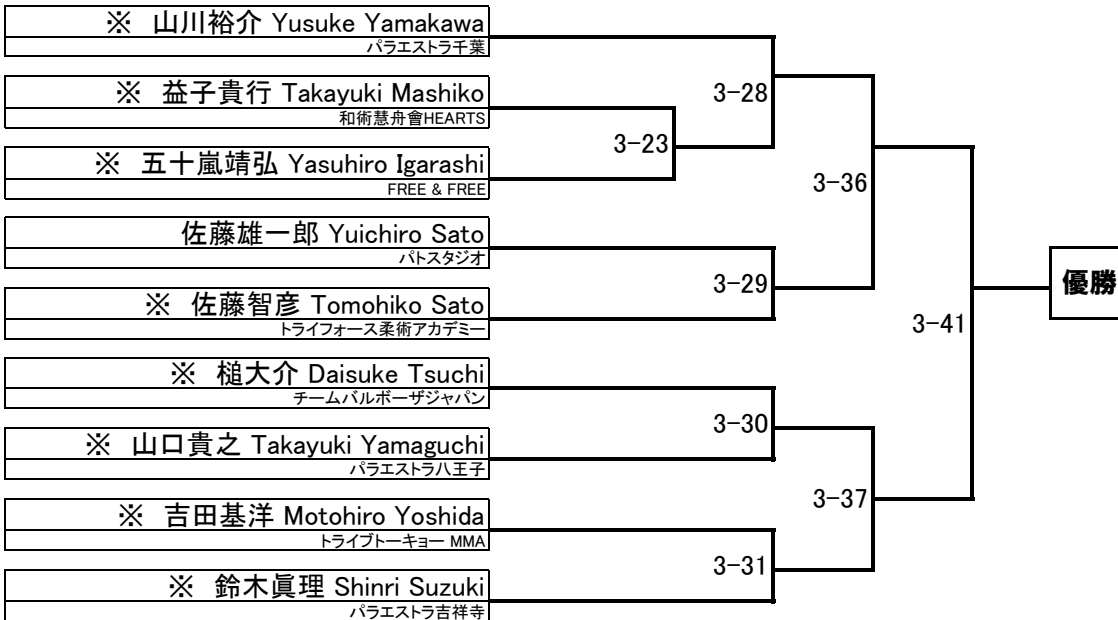 ※ 山川裕介 Yusuke Yamakawa
パラエストラ千葉
※ 益子貴行 Takayuki Mashiko
和術慧舟會HEARTS
※ 五十嵐靖弘 Yasuhiro Igarashi
FREE & FREE
佐藤雄一郎 Yuichiro Sato
パトスタジオ
※ 佐藤智彦 Tomohiko Sato
トライフォース柔術アカデミー
※ 槌大介 Daisuke Tsuchi
チームバルボーザジャパン
※ 山口貴之 Takayuki Yamaguchi
パラエストラ八王子
※ 吉田基洋 Motohiro Yoshida
トライブトーキョー MMA
※ 鈴木眞理 Shinri Suzuki
パラエストラ吉祥寺
3-23
3-28
3-29
3-30
3-31
3-36
3-37
3-41
優勝